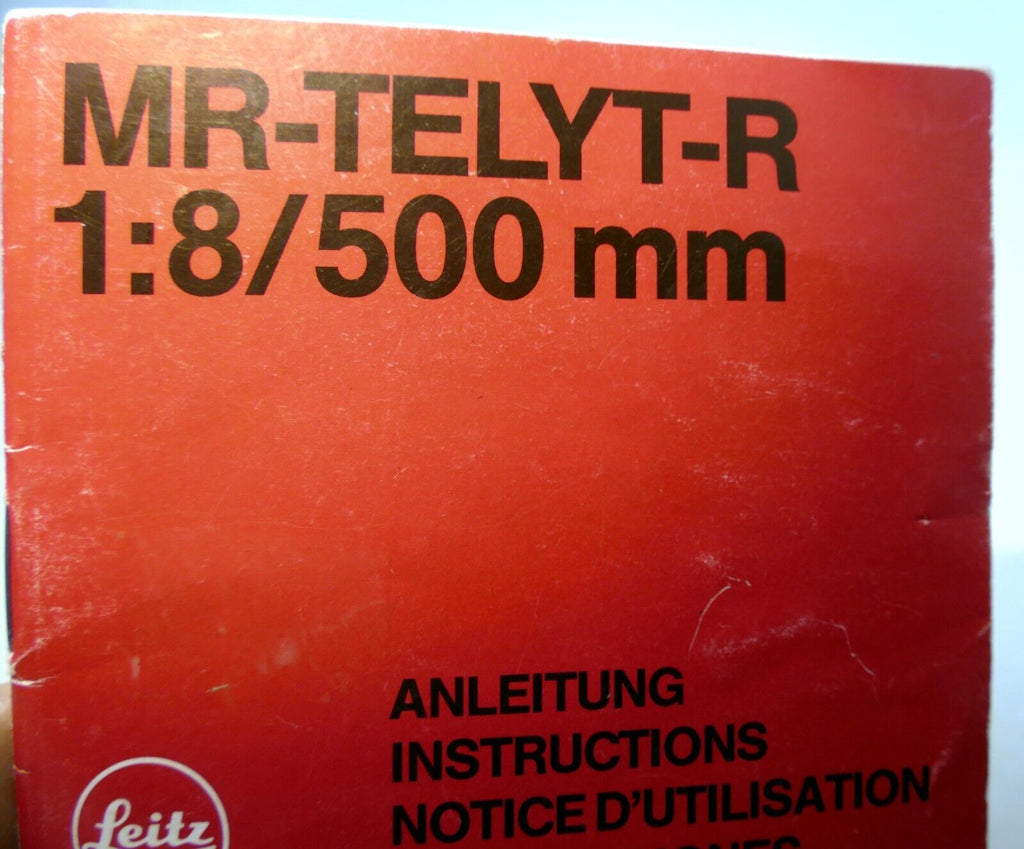 MR-TELYT-R
1:8/500 mm
ANLEITUNG
INSTRUCTIONS
NOTICE D'UTILISATION
Leitz